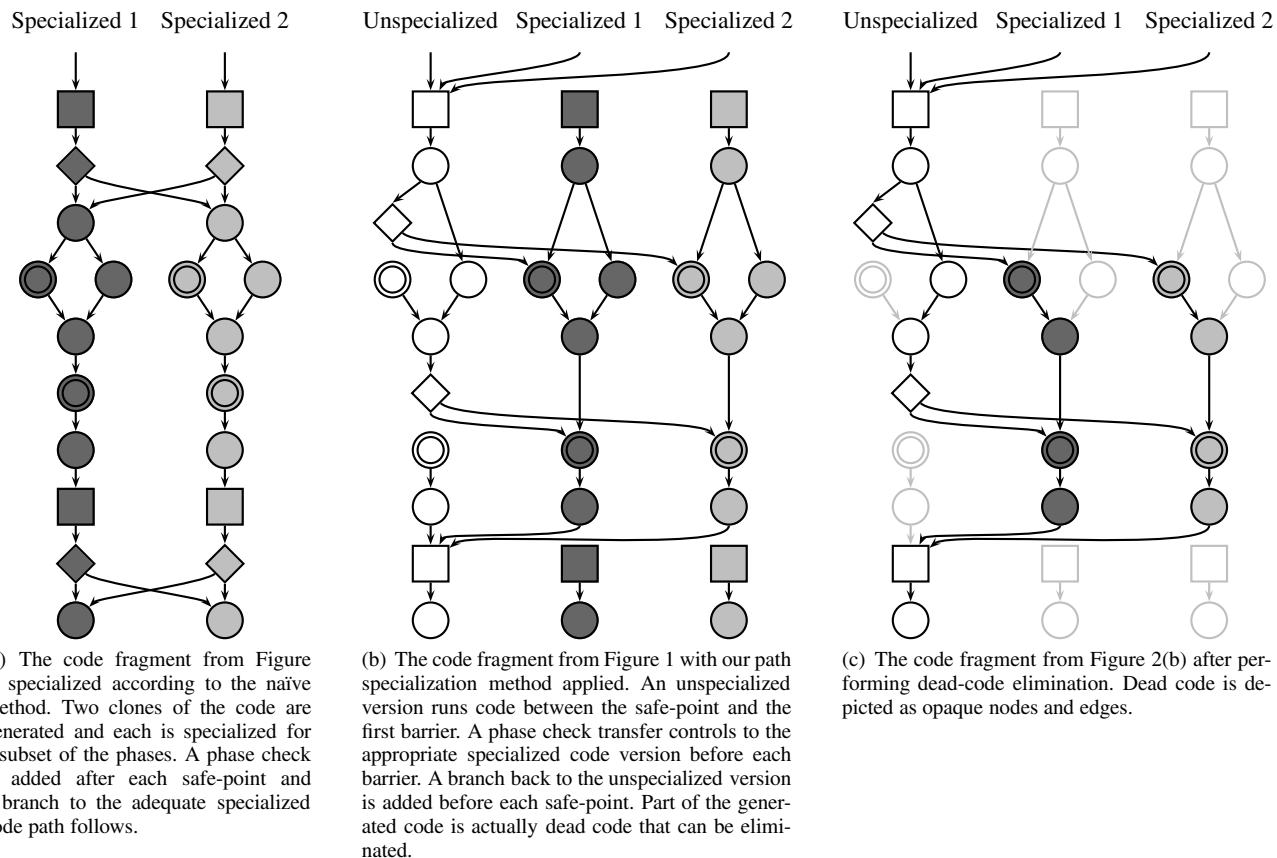 Specialized 1 Specialized 2
Unspecialized Specialized 1 Specialized 2
Unspecialized Specialized 1 Specialized 2
) The code fragment from Figure
specialized according to the naïve
ethod. Two clones of the code are
enerated and each is specialized for
subset of the phases. A phase check
added after each safe-point and
branch to the adequate specialized
ode path follows.
(b) The code fragment from Figure 1 with our path
specialization method applied. An unspecialized
version runs code between the safe-point and the
first barrier. A phase check transfer controls to the
appropriate specialized code version before each
barrier. A branch back to the unspecialized version
is added before each safe-point. Part of the gener-
ated code is actually dead code that can be elimi-
nated.
(c) The code fragment from Figure 2(b) after per-
forming dead-code elimination. Dead code is de-
picted as opaque nodes and edges.